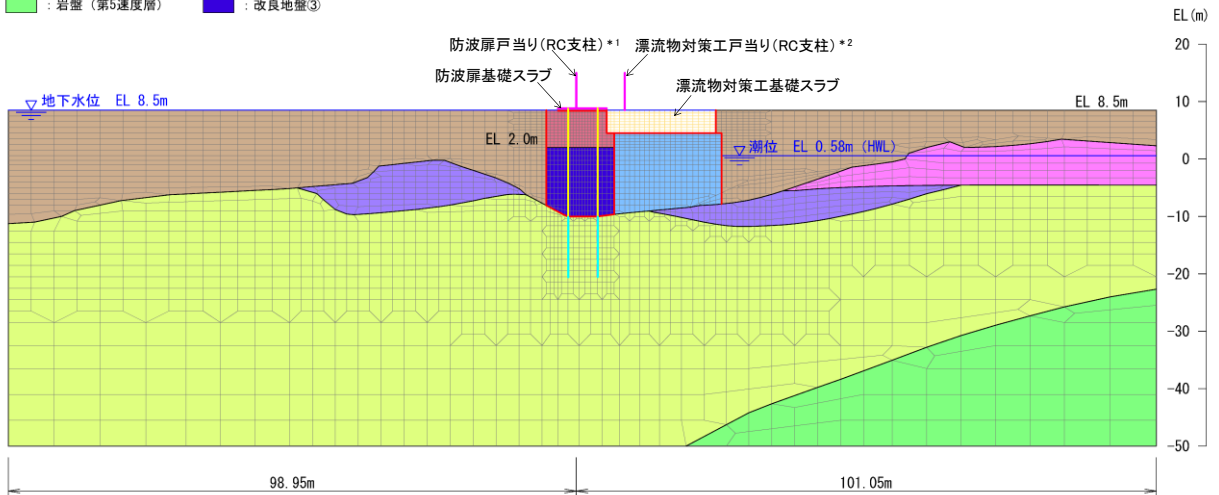 ：岩盤（第5速度層）
：改良地盤③
EL(m)
防波扉戸当り(RC支柱)*1
漂流物対策工戸当り(RC支柱)*2
防波扉基礎スラブ
漂流物対策工基礎スラブ
地下水位 EL 8.5m
EL 8.5m
EL 2.0m
潮位 EL 0.58m (HWL)
20
10
0
-10
-20
-30
-40
-50
98.95m
101.05m